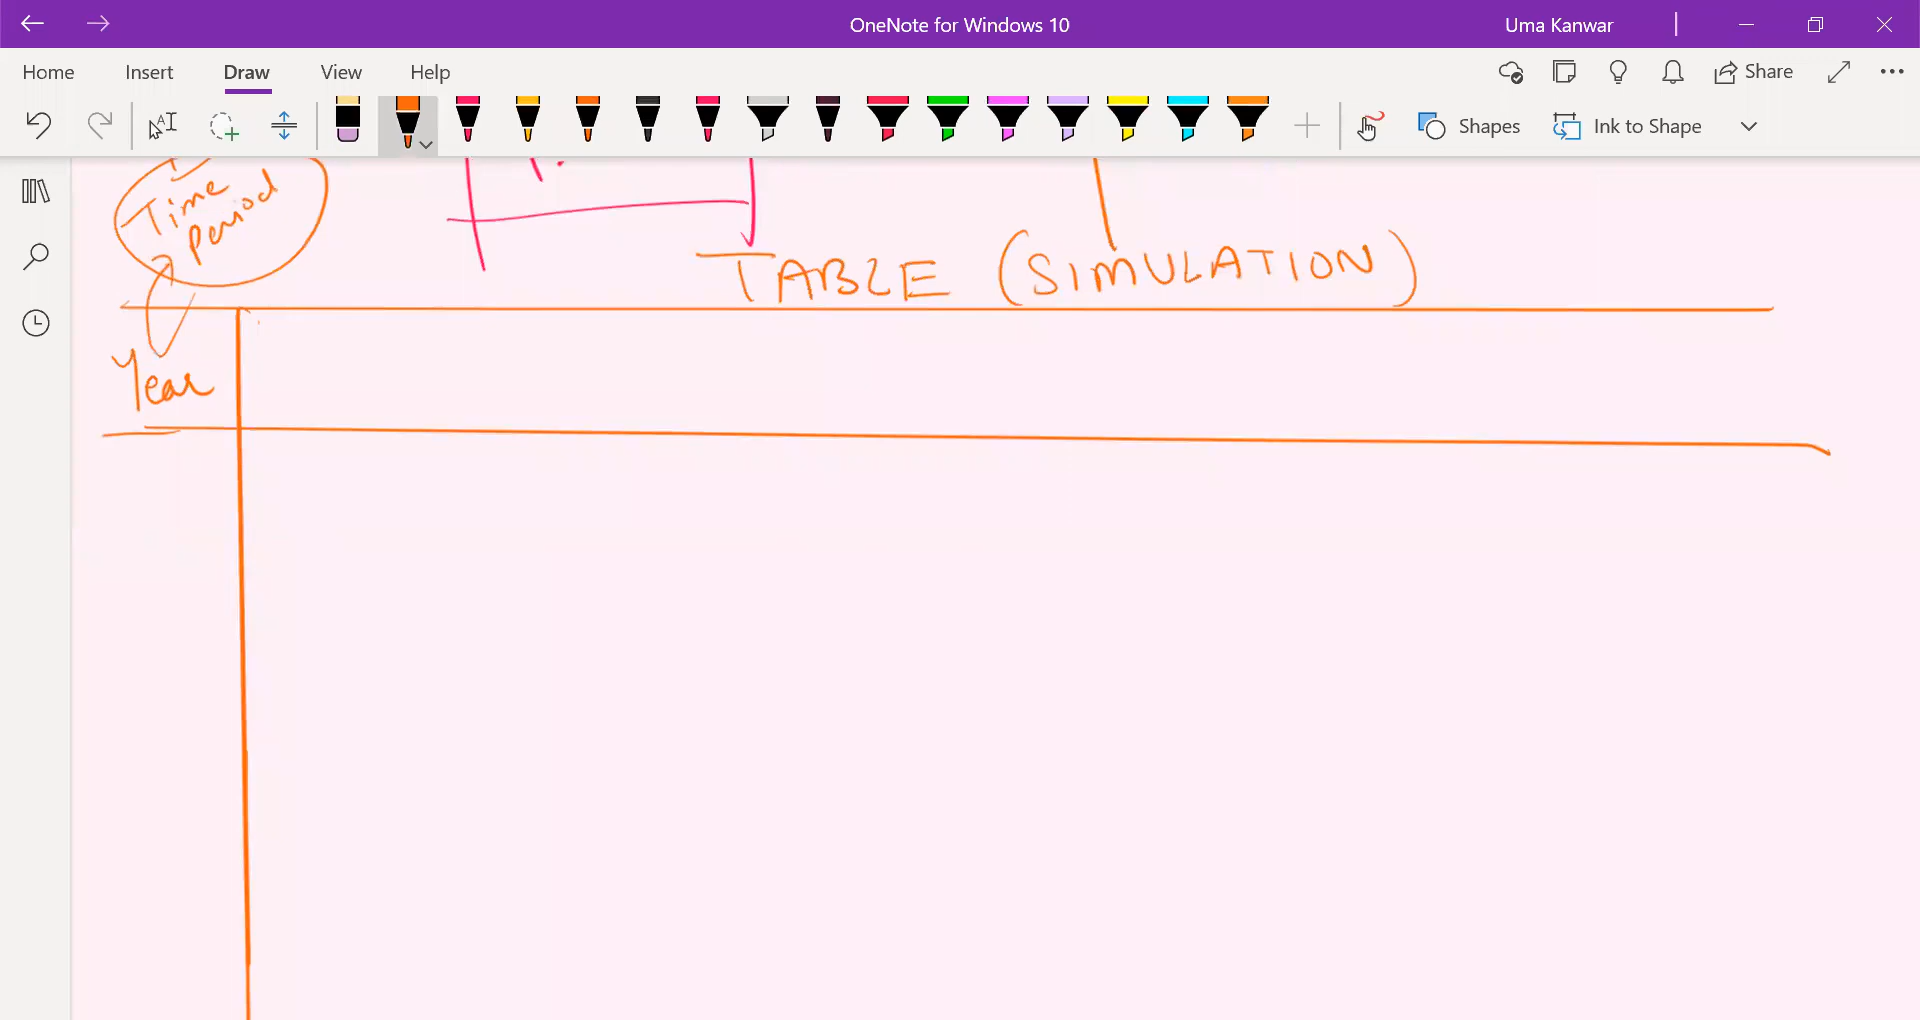 OneNote for Windows 10
Uma Kanwar
Home Insert Draw View Help
Share
Shapes
Ink to Shape
Time
period
TABLE (SIMULATION)
Year